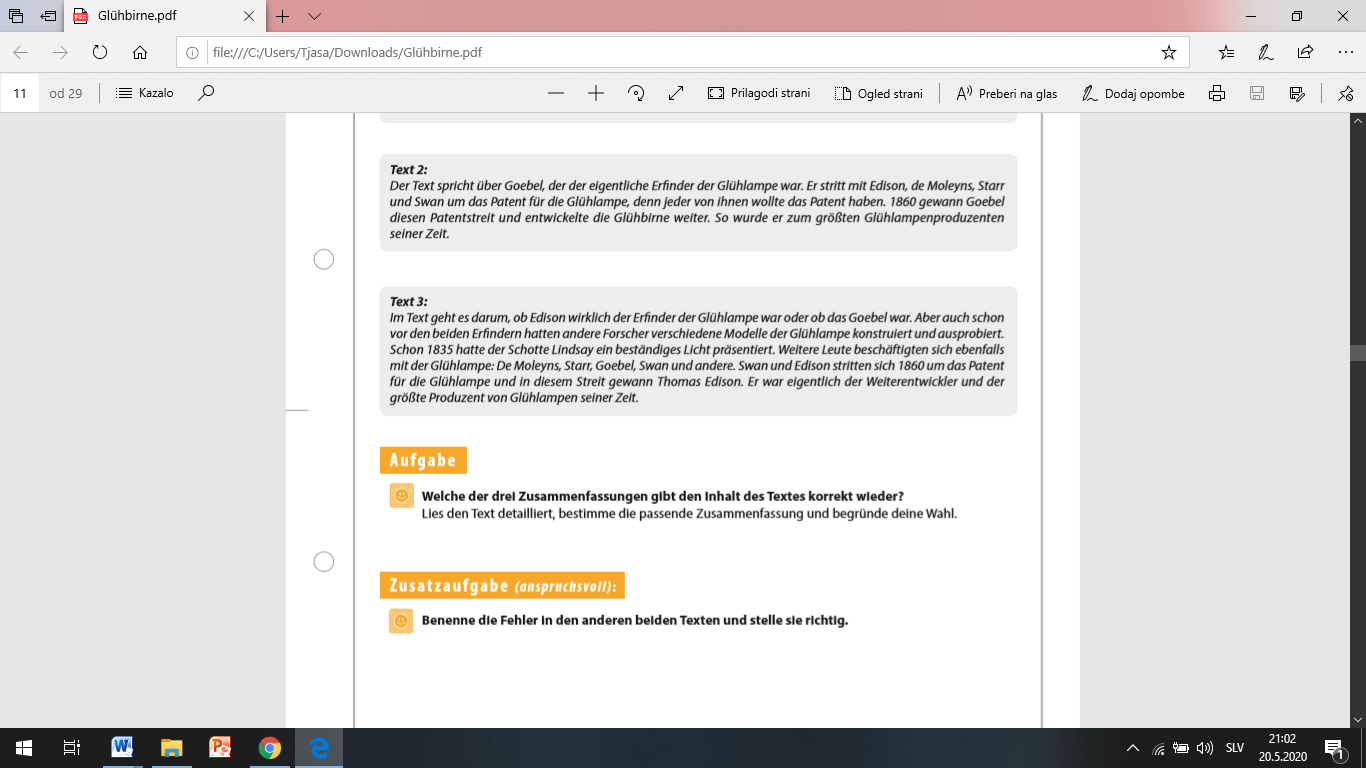 Glühbirne.pdf
file:///C:/Users/Tjasa/Downloads/Glühbirne.pdf
11 od 29 Kazalo Prilagodi strani Ogled strani Preberi na glas Dodaj opombe
Text 2:
Der Text spricht über Goebel, der der eigentliche Erfinder der Glühlampe war. Er stritt mit Edison, de Moleyns, Starr
und Swan um das Patent für die Glühlampe, denn jeder von ihnen wollte das Patent haben. 1860 gewann Goebel
diesen Patentstreit und entwickelte die Glühbirne weiter. So wurde er zum größten Glühlampenproduzenten
seiner Zeit.
Text 3:
Im Text geht es darum, ob Edison wirklich der Erfinder der Glühlampe war oder ob das Goebel war. Aber auch schon
vor den beiden Erfindern hatten andere Forscher verschiedene Modelle der Glühlampe konstruiert und ausprobiert.
Schon 1835 hatte der Schotte Lindsay ein beständiges Licht präsentiert. Weitere Leute beschäftigten sich ebenfalls
mit der Glühlampe: De Moleyns, Starr, Goebel, Swan und andere. Swan und Edison stritten sich 1860 um das Patent
für die Glühlampe und in diesem Streit gewann Thomas Edison. Er war eigentlich der Weiterentwickler und der
größte Produzent von Glühlampen seiner Zeit.
Aufgabe
Welche der drei Zusammenfassungen gibt den Inhalt des Textes korrekt wieder?
Lies den Text detailliert, bestimme die passende Zusammenfassung und begründe deine Wahl.
Zusatzaufgabe (anspruchsvoll):
Benenne die Fehler in den anderen beiden Texten und stelle sie richtig.
SLV
21:02
20.5.2020
1